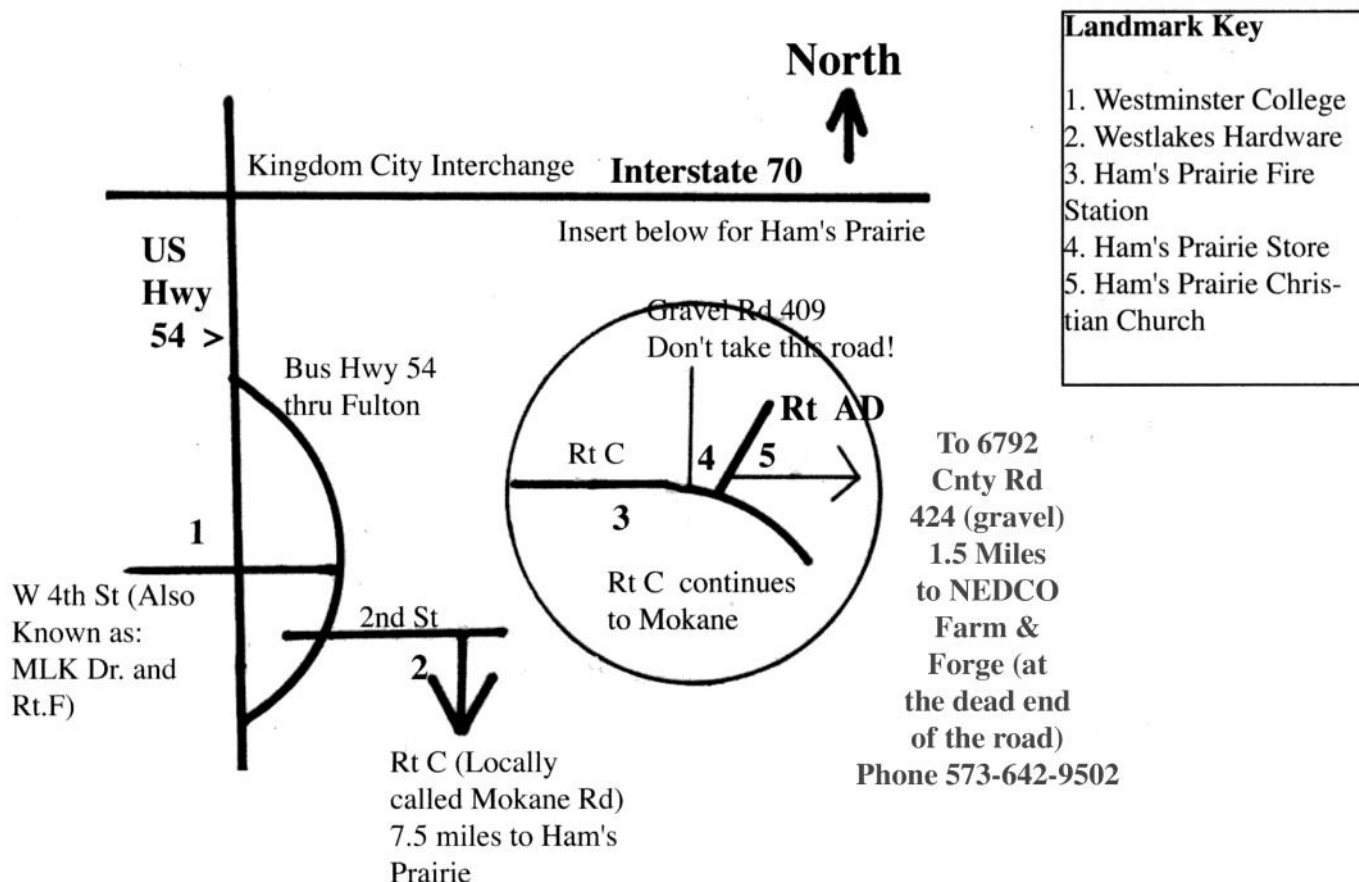 North
Kingdom City Interchange
Interstate 70
Insert below for Ham's Prairie
US
Hwy
54 >
Bus Hwy 54
thru Fulton
Gravel Rd 409
Don't take this road!
Rt AD
Rt C
4
5
3
Rt C continues
to Mokane
1
W 4th St (Also
Known as:
MLK Dr. and
Rt.F)
2nd St
2
Rt C (Locally
called Mokane Rd)
7.5 miles to Ham's
Prairie
Landmark Key
1. Westminster College
2. Westlakes Hardware
3. Ham's Prairie Fire
Station
4. Ham's Prairie Store
5. Ham's Prairie Chris-
tian Church
To 6792
Cnty Rd
424 (gravel)
1.5 Miles
to NEDCO
Farm &
Forge (at
the dead end
of the road)
Phone 573-642-9502